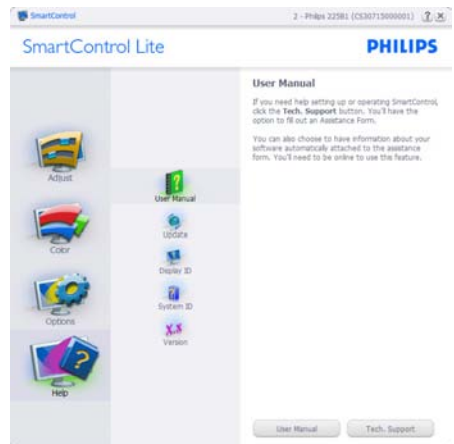 SmartControl
2 - Philips 225B1 (CS30715000001)
SmartControl Lite
PHILIPS
Adjust
Color
Options
Help
User Manual
Update
Display ID
System ID
X.x
Version
User Manual
If you need help setting up or operating SmartControl,
click the Tech. Support button. You'll have the
option to fill out an Assistance Form.
You can also choose to have information about your
software automatically attached to the assistance
form. You'll need to be online to use this feature.
User Manual
Tech. Support